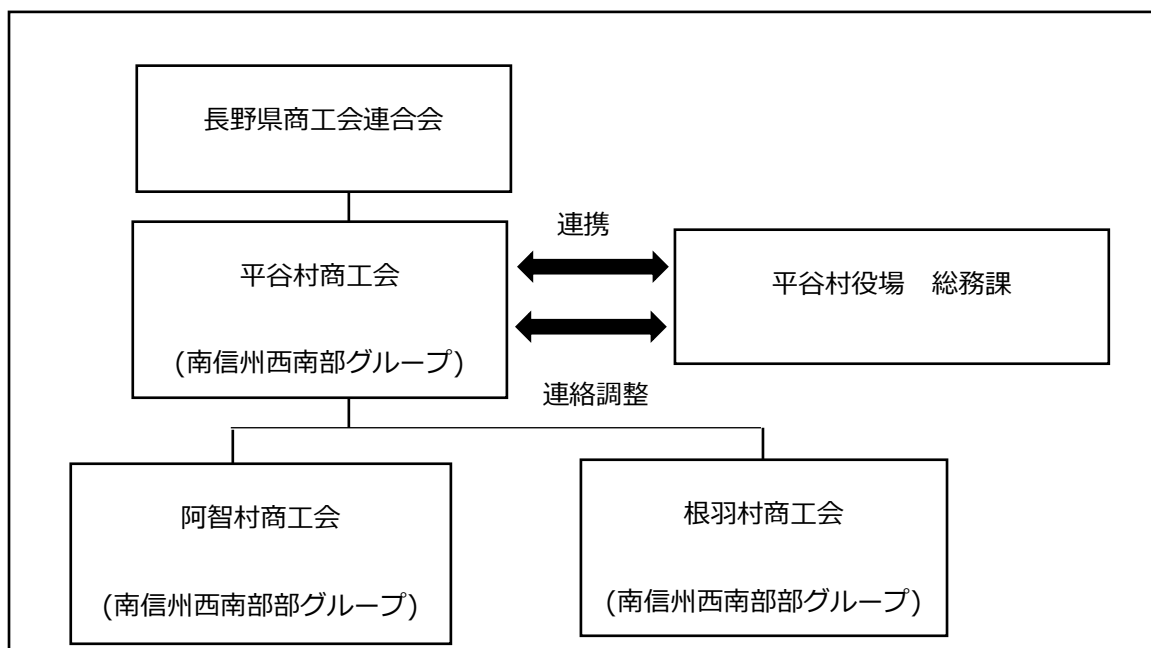 長野県商工会連合会
連携
平谷村商工会
(南信州西南部グループ)
平谷村役場　総務課
連絡調整
阿智村商工会
(南信州西南部部グループ)
根羽村商工会
(南信州西南部部グループ)